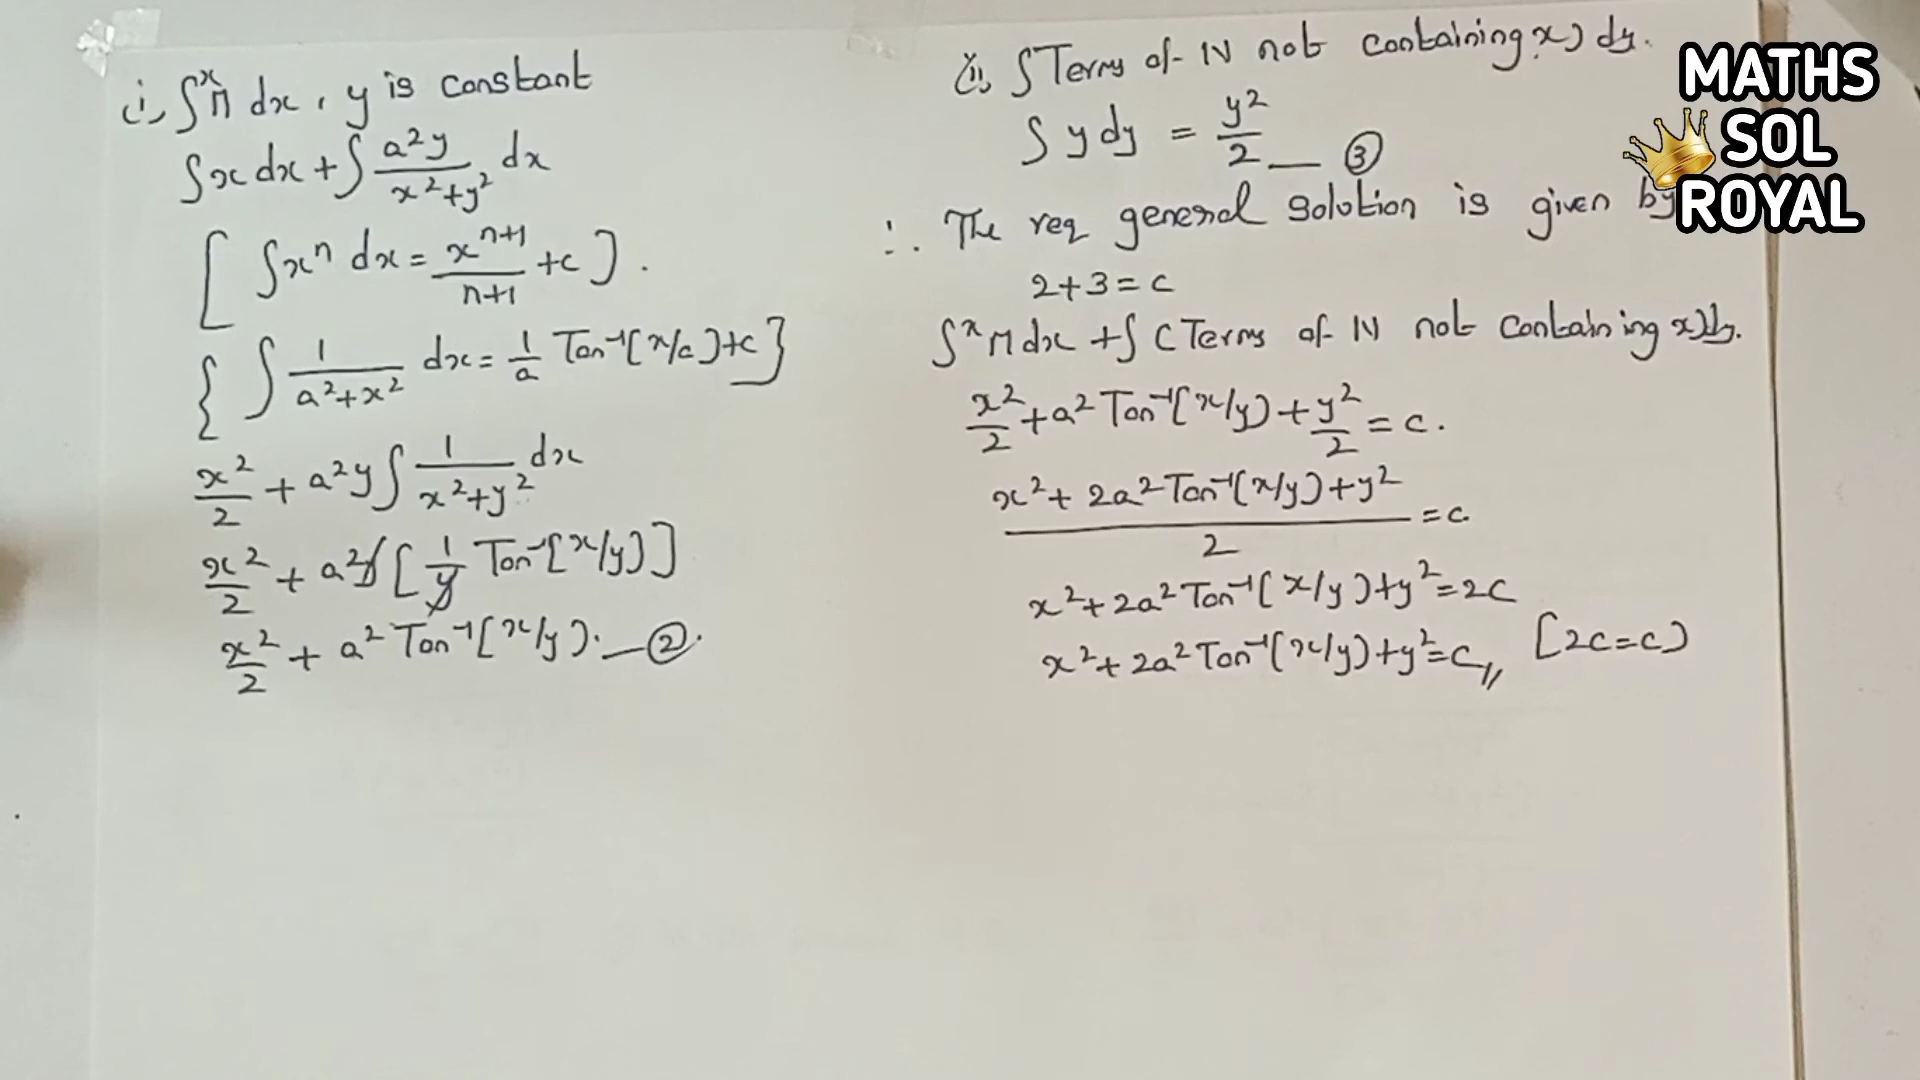 i, ∫ˣM dx, y is constant
∫x dx + ∫ a²y/(x²+y²) dx
[ ∫xⁿ dx = xⁿ⁺¹/(n+1) + c ].
{ ∫ 1/(a²+x²) dx = 1/a Tan⁻¹(x/a) + c }
x²/2 + a²y ∫ 1/(x²+y²) dx
x²/2 + a²y [ 1/y Tan⁻¹[x/y) ]
x²/2 + a² Tan⁻¹[x/y). — ②.
ii, ∫Terms of N not containing x) dy.
∫ y dy = y²/2 — ③
∴. The req general solution is given by
2+3=c
∫ˣM dx + ∫ (Terms of N not containing x) dy.
x²/2 + a² Tan⁻¹(x/y) + y²/2 = c.
(x² + 2a² Tan⁻¹(x/y) + y²)/2 = c.
x² + 2a² Tan⁻¹(x/y) + y² = 2c
x² + 2a² Tan⁻¹(x/y) + y² = c,, [2c=c)
MATHS
SOL
ROYAL